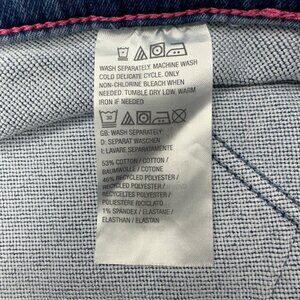 WASH SEPARATELY. MACHINE WASH
COLD DELICATE CYCLE. ONLY
NON-CHLORINE BLEACH WHEN
NEEDED. TUMBLE DRY LOW, WARM
IRON IF NEEDED
GB: WASH SEPARATELY
D: SEPARAT WASCHEN
I: LAVARE SEPARATAMENTE
53% COTTON / COTTON /
BAUMWOLLE / COTONE
46% RECYCLED POLYESTER /
RECYCLED POLYESTER /
RECYCELTES POLYESTER /
POLIESTERE RICICLATO
1% SPANDEX / ELASTANE /
ELASTHAN / ELASTAN